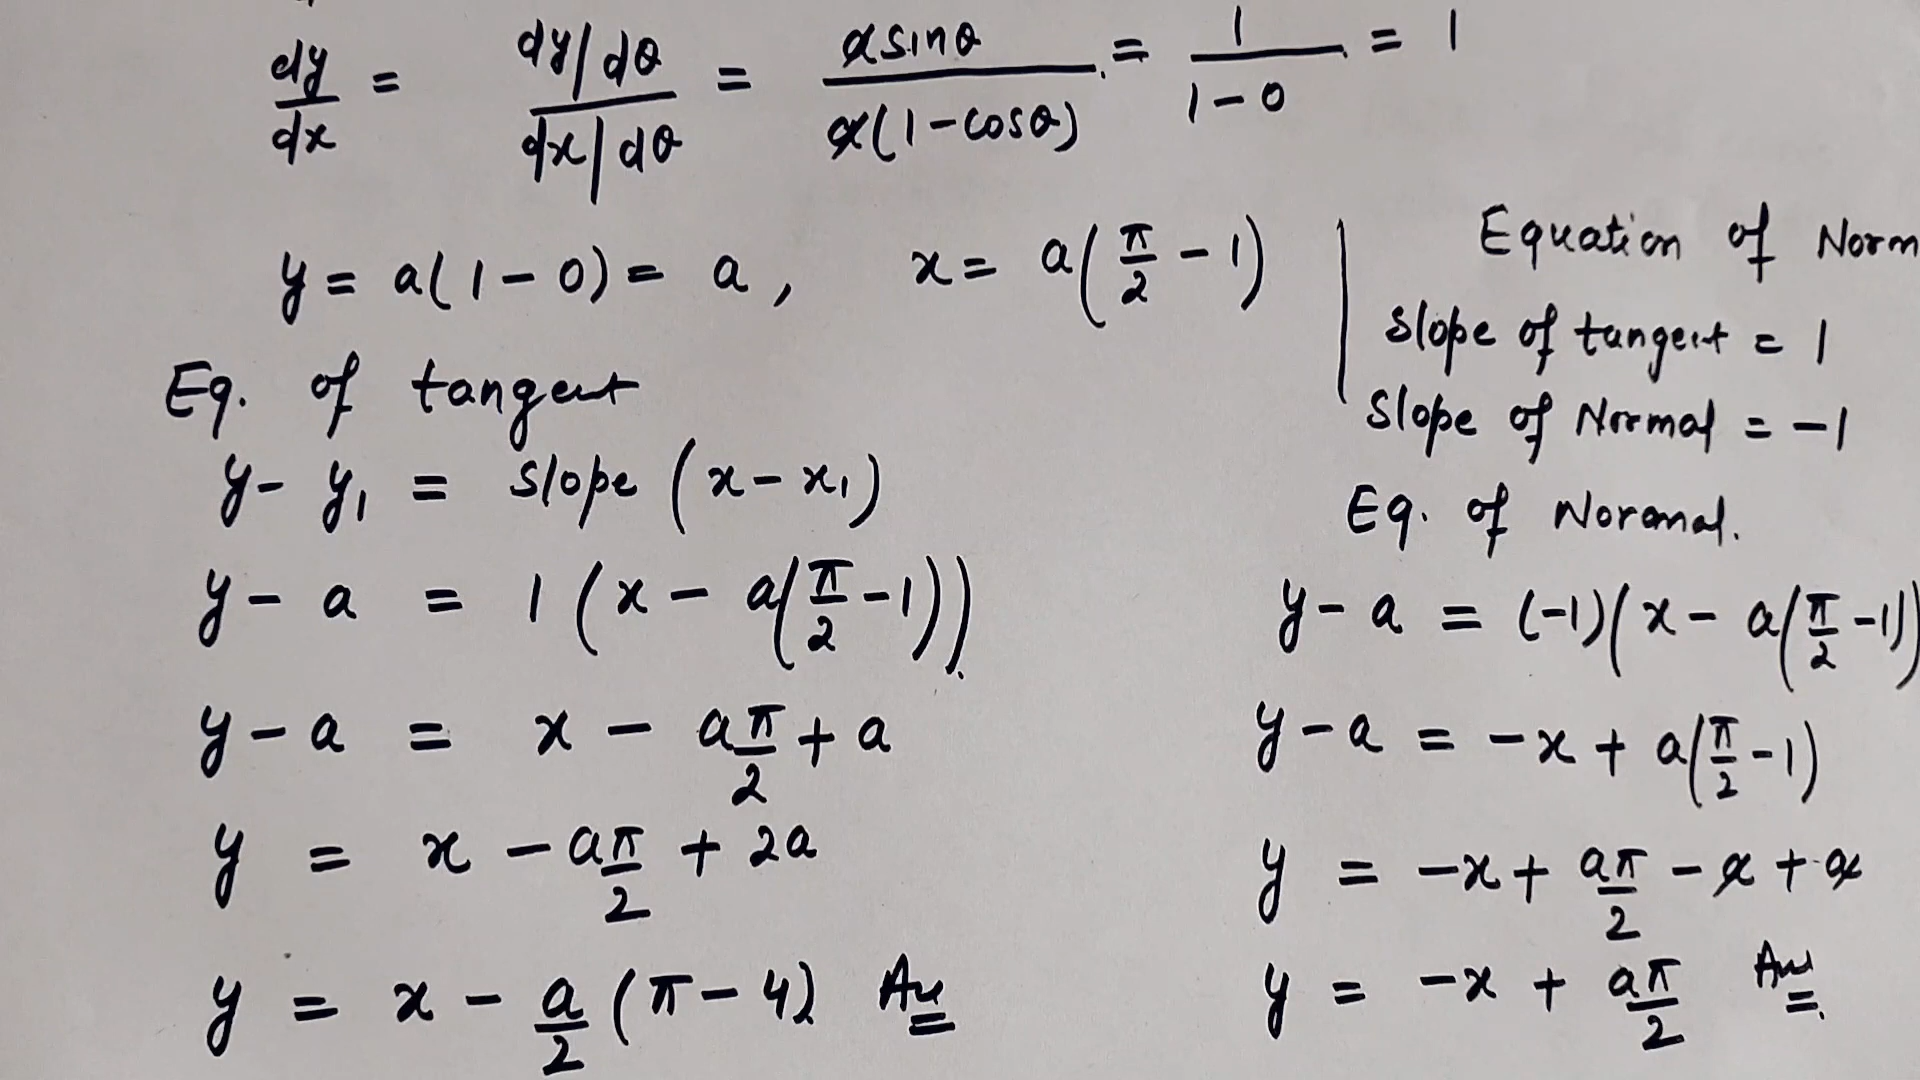 dy/dx = (dy/dθ)/(dx/dθ) = a sinθ / a(1-cosθ) = 1/(1-0) = 1
y = a(1-0) = a, x = a(π/2 - 1)
Eq. of tangent
y - y₁ = slope (x - x₁)
y - a = 1 (x - a(π/2 - 1))
y - a = x - aπ/2 + a
y = x - aπ/2 + 2a
y = x - a/2 (π - 4) Ans
Equation of Norm
Slope of tangent = 1
Slope of Normal = -1
Eq. of Normal.
y - a = (-1)(x - a(π/2 - 1))
y - a = -x + a(π/2 - 1)
y = -x + aπ/2 - a + a
y = -x + aπ/2 Ans